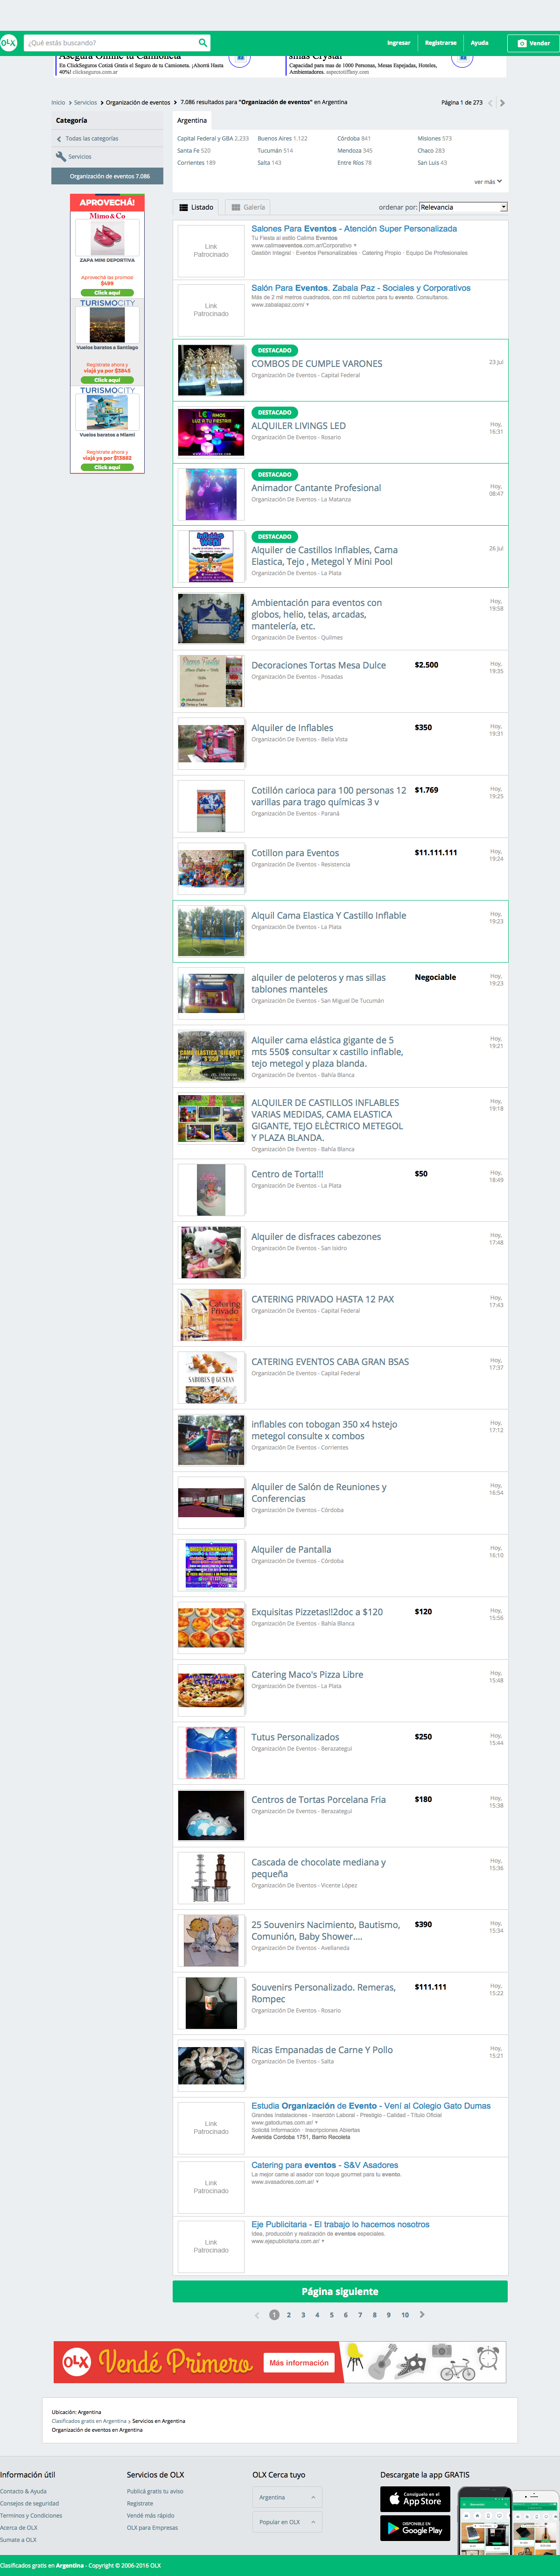 OLX
¿Qué estás buscando?
Ingresar
Registrarse
Ayuda
Vender
Asegurá Online tu Camioneta
En ClickSeguros Cotizá Gratis el Seguro de tu Camioneta. ¡Ahorrá Hasta
40%! clickseguros.com.ar
Sillas Crystal
Capacidad para mas de 1000 Personas, Mesas Espejadas, Hoteles,
Ambientadores. especiotiffany.com
Inicio > Servicios > Organización de eventos > 7.086 resultados para "Organización de eventos" en Argentina
Página 1 de 273
Categoría
Todas las categorías
Servicios
Organización de eventos 7.086
Argentina
Capital Federal y GBA 2.233
Buenos Aires 1.122
Córdoba 841
Misiones 573
Santa Fe 520
Tucumán 514
Mendoza 345
Chaco 283
Corrientes 189
Salta 143
Entre Ríos 78
San Luis 43
ver más
APROVECHÁ!
Mimo&Co
ZAPA MINI DEPORTIVA
Aprovechá las promos!
$499
Click aquí
TURISMOCITY
Vuelos baratos a Santiago
Registrate ahora y
viajá ya por $3345
Click aquí
TURISMOCITY
Vuelos baratos a Miami
Registrate ahora y
viajá ya por $13882
Click aquí
Listado
Galería
ordenar por: Relevancia
Link
Patrocinado
Salones Para Eventos - Atención Super Personalizada
Tu Fiesta al estilo Calima Eventos
www.calimaeventos.com.ar/Corporativo
Gestión Integral · Eventos Personalizables · Catering Propio · Equipo De Profesionales
Link
Patrocinado
Salón Para Eventos. Zabala Paz - Sociales y Corporativos
Más de 2 mil metros cuadrados, con mil cubiertos para tu evento. Consultanos.
www.zabalapaz.com/
DESTACADO
COMBOS DE CUMPLE VARONES
Organización De Eventos - Capital Federal
23 Jul
DESTACADO
ALQUILER LIVINGS LED
Organización De Eventos - Rosario
Hoy,
16:31
DESTACADO
Animador Cantante Profesional
Organización De Eventos - La Matanza
Hoy,
08:47
DESTACADO
Alquiler de Castillos Inflables, Cama
Elastica, Tejo , Metegol Y Mini Pool
Organización De Eventos - La Plata
26 Jul
Ambientación para eventos con
globos, helio, telas, arcadas,
mantelería, etc.
Organización De Eventos - Quilmes
Hoy,
19:58
Decoraciones Tortas Mesa Dulce
Organización De Eventos - Posadas
$2.500
Hoy,
19:35
Alquiler de Inflables
Organización De Eventos - Bella Vista
$350
Hoy,
19:31
Cotillón carioca para 100 personas 12
varillas para trago químicas 3 v
Organización De Eventos - Paraná
$1.769
Hoy,
19:25
Cotillon para Eventos
Organización De Eventos - Resistencia
$11.111.111
Hoy,
19:24
Alquil Cama Elastica Y Castillo Inflable
Organización De Eventos - La Plata
Hoy,
19:23
alquiler de peloteros y mas sillas
tablones manteles
Organización De Eventos - San Miguel De Tucumán
Negociable
Hoy,
19:23
Alquiler cama elástica gigante de 5
mts 550$ consultar x castillo inflable,
tejo metegol y plaza blanda.
Organización De Eventos - Bahía Blanca
Hoy,
19:21
ALQUILER DE CASTILLOS INFLABLES
VARIAS MEDIDAS, CAMA ELASTICA
GIGANTE, TEJO ELÈCTRICO METEGOL
Y PLAZA BLANDA.
Organización De Eventos - Bahía Blanca
Hoy,
19:18
Centro de Torta!!!
Organización De Eventos - La Plata
$50
Hoy,
18:49
Alquiler de disfraces cabezones
Organización De Eventos - San Isidro
Hoy,
17:48
Catering
Privado
CATERING PRIVADO HASTA 12 PAX
Organización De Eventos - Capital Federal
Hoy,
17:43
SABORES Q GUSTAN
CATERING EVENTOS CABA GRAN BSAS
Organización De Eventos - Capital Federal
Hoy,
17:37
inflables con tobogan 350 x4 hstejo
metegol consulte x combos
Organización De Eventos - Corrientes
Hoy,
17:12
Alquiler de Salón de Reuniones y
Conferencias
Organización De Eventos - Córdoba
Hoy,
16:54
Alquiler de Pantalla
Organización De Eventos - Córdoba
Hoy,
16:10
Exquisitas Pizzetas!!2doc a $120
Organización De Eventos - Bahía Blanca
$120
Hoy,
15:56
Catering Maco's Pizza Libre
Organización De Eventos - La Plata
Hoy,
15:48
Tutus Personalizados
Organización De Eventos - Berazategui
$250
Hoy,
15:44
Centros de Tortas Porcelana Fria
Organización De Eventos - Berazategui
$180
Hoy,
15:38
Cascada de chocolate mediana y
pequeña
Organización De Eventos - Vicente López
Hoy,
15:36
25 Souvenirs Nacimiento, Bautismo,
Comunión, Baby Shower....
Organización De Eventos - Avellaneda
$390
Hoy,
15:34
Souvenirs Personalizado. Remeras,
Rompec
Organización De Eventos - Rosario
$111.111
Hoy,
15:22
Ricas Empanadas de Carne Y Pollo
Organización De Eventos - Salta
Hoy,
15:21
Link
Patrocinado
Estudia Organización de Evento - Vení al Colegio Gato Dumas
Grandes Instalaciones - Inserción Laboral - Prestigio - Calidad - Título Oficial
www.gatodumas.com.ar/
Solicitá Información · Inscripciones Abiertas
Avenida Cordoba 1751, Barrio Recoleta
Link
Patrocinado
Catering para eventos - S&V Asadores
La mejor carne al asador con toque gourmet para tu evento.
www.svasadores.com.ar/
Link
Patrocinado
Eje Publicitaria - El trabajo lo hacemos nosotros
Idea, producción y realización de eventos especiales.
www.ejepublicitaria.com.ar/
Página siguiente
1 2 3 4 5 6 7 8 9 10
OLX Vendé Primero
Más información
Ubicación: Argentina
Clasificados gratis en Argentina > Servicios en Argentina
Organización de eventos en Argentina
Información útil
Contacto & Ayuda
Consejos de seguridad
Terminos y Condiciones
Acerca de OLX
Sumate a OLX
Servicios de OLX
Publicá gratis tu aviso
Registrate
Vendé más rápido
OLX para Empresas
OLX Cerca tuyo
Argentina
Popular en OLX
Descargate la app GRATIS
Consíguelo en el
App Store
DISPONIBLE EN
Google Play
Clasificados gratis en Argentina - Copyright © 2006-2016 OLX